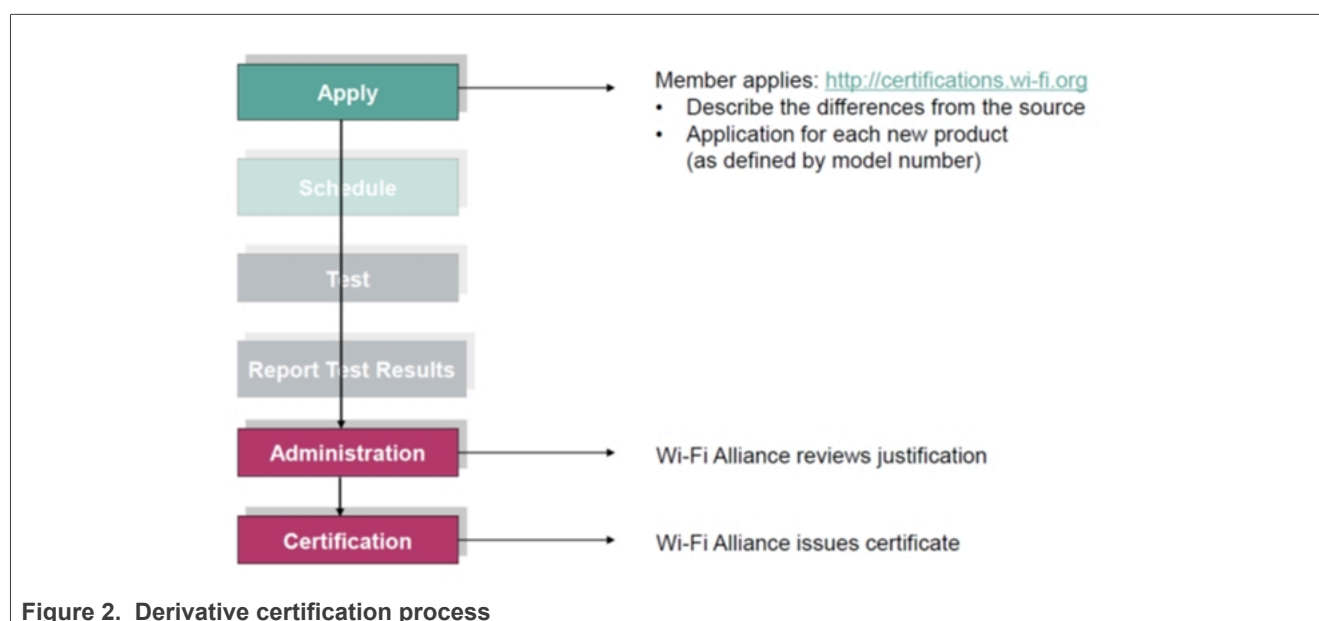 Apply
Member applies: http://certifications.wi-fi.org
• Describe the differences from the source
• Application for each new product
(as defined by model number)
Schedule
Test
Report Test Results
Administration
Wi-Fi Alliance reviews justification
Certification
Wi-Fi Alliance issues certificate
Figure 2. Derivative certification process